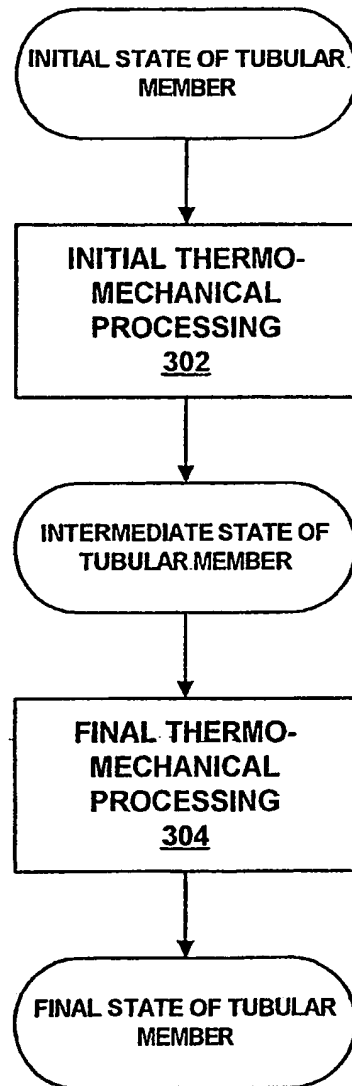 INITIAL STATE OF TUBULAR
MEMBER
INITIAL THERMO-
MECHANICAL
PROCESSING
302
INTERMEDIATE STATE OF
TUBULAR MEMBER
FINAL THERMO-
MECHANICAL
PROCESSING
304
FINAL STATE OF TUBULAR
MEMBER